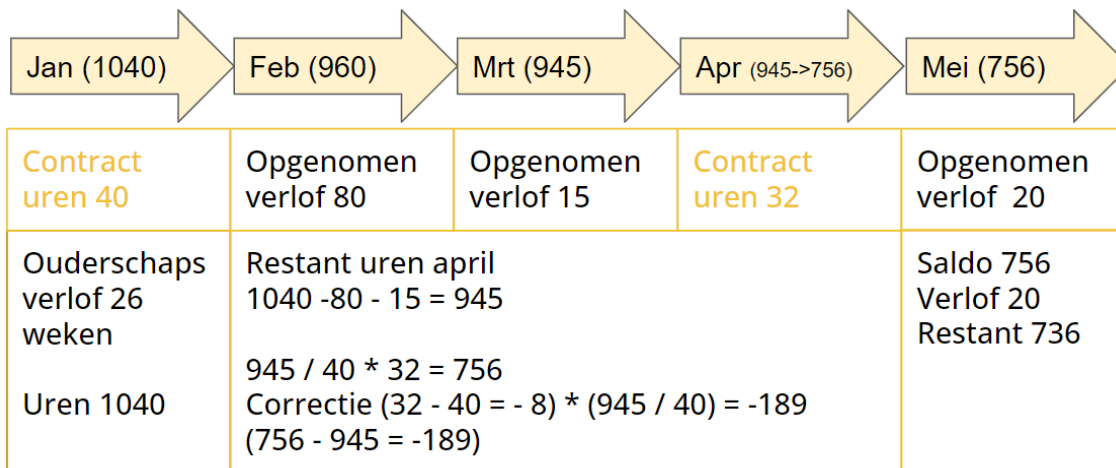 Jan (1040)
Feb (960)
Mrt (945)
Apr (945->756)
Mei (756)
Contract
uren 40
Opgenomen
verlof 80
Opgenomen
verlof 15
Contract
uren 32
Opgenomen
verlof  20
Ouderschaps
verlof 26
weken
Uren 1040
Restant uren april
1040 -80 - 15 = 945
945 / 40 * 32 = 756
Correctie (32 - 40 = - 8) * (945 / 40) = -189
(756 - 945 = -189)
Saldo 756
Verlof 20
Restant 736